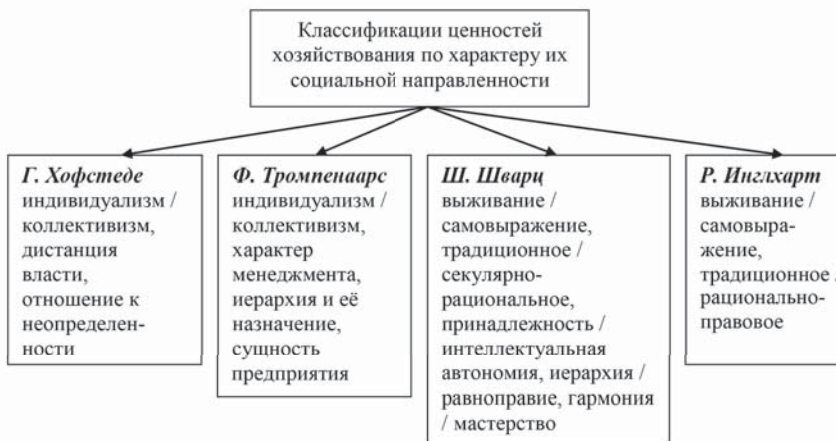 Классификации ценностей
хозяйствования по характеру их
социальной направленности
Г. Хофстеде
индивидуализм /
коллективизм,
дистанция
власти,
отношение к
неопределен-
ности
Ф. Тромпенаарс
индивидуализм /
коллективизм,
характер
менеджмента,
иерархия и её
назначение,
сущность
предприятия
Ш. Шварц
выживание /
самовыражение,
традиционное /
секулярно-
рациональное,
принадлежность /
интеллектуальная
автономия, иерархия /
равноправие, гармония
/ мастерство
Р. Инглхарт
выживание /
самовыра-
жение,
традиционное /
рационально-
правовое